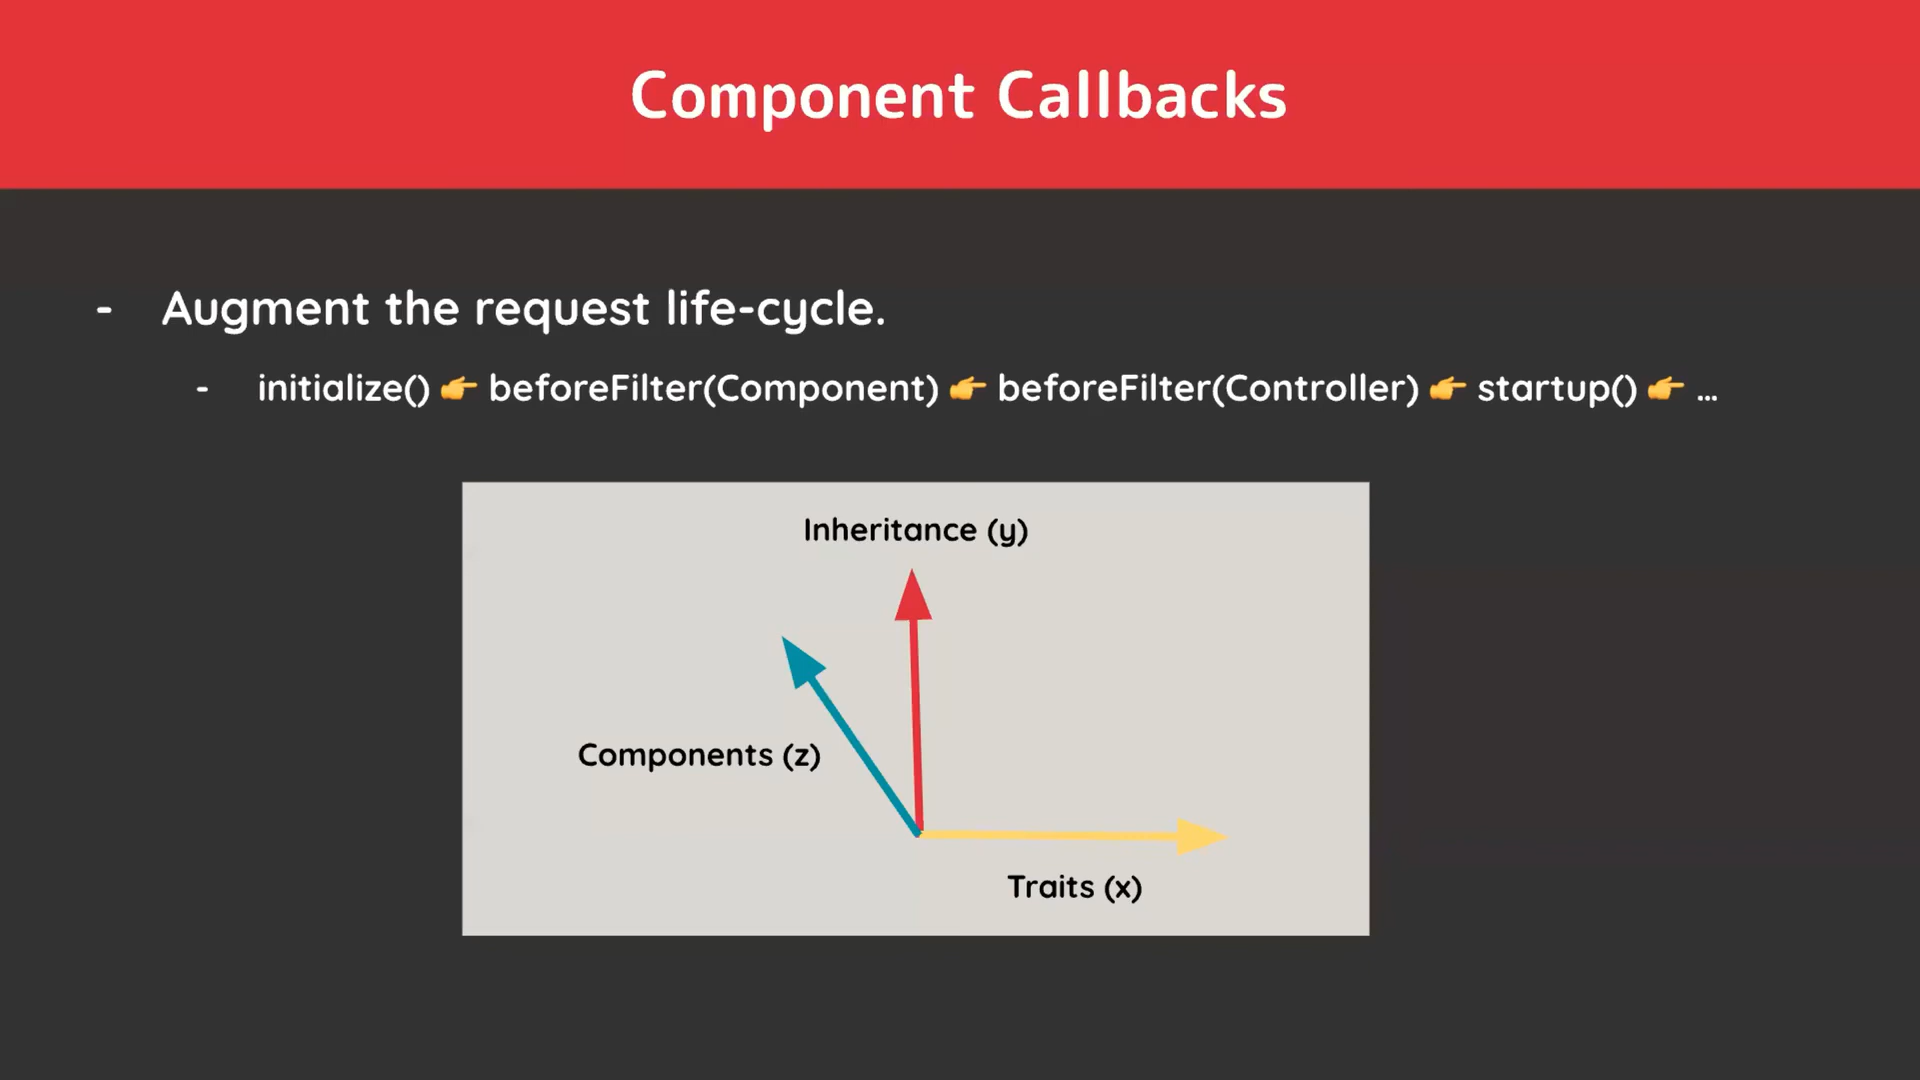 Component Callbacks
- Augment the request life-cycle.
- initialize() 👉 beforeFilter(Component) 👉 beforeFilter(Controller) 👉 startup() 👉 ...
Inheritance (y)
Components (z)
Traits (x)